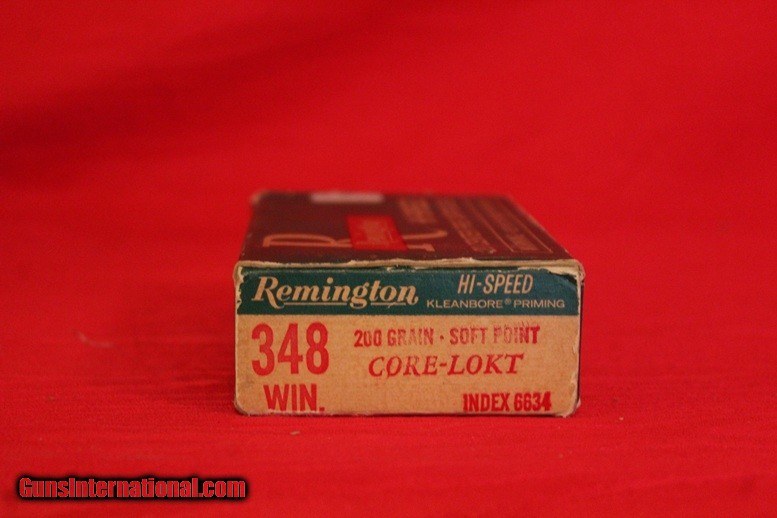 Remington HI-SPEED
KLEANBORE® PRIMING
348 200 GRAIN · SOFT POINT
CORE-LOKT
WIN. INDEX 6634
GunsInternational.com